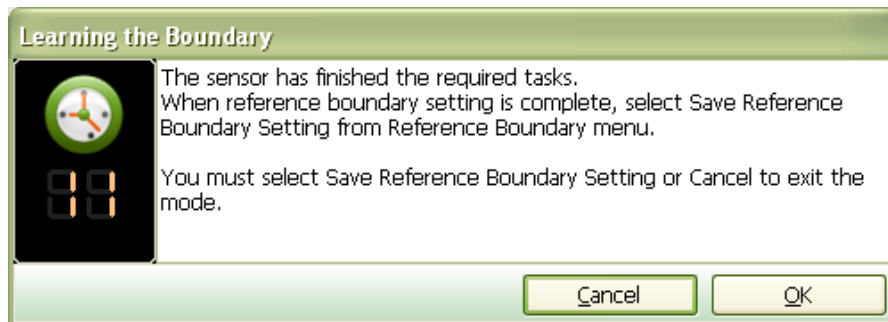 Learning the Boundary
The sensor has finished the required tasks.
When reference boundary setting is complete, select Save Reference
Boundary Setting from Reference Boundary menu.
You must select Save Reference Boundary Setting or Cancel to exit the
mode.
11
Cancel
OK